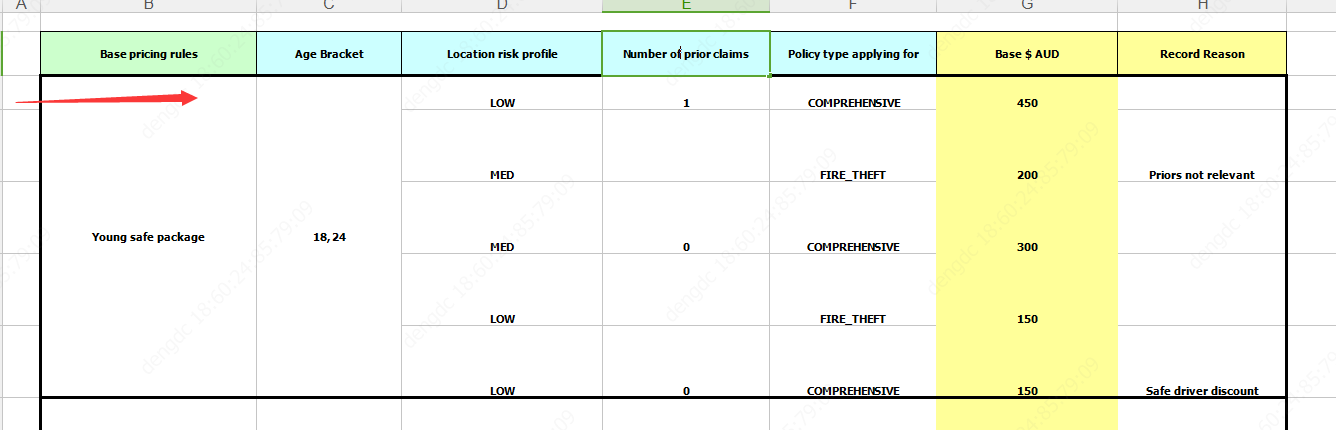 A B C D E F G H
Base pricing rules Age Bracket Location risk profile Number of prior claims Policy type applying for Base $ AUD Record Reason
LOW 1 COMPREHENSIVE 450
MED FIRE_THEFT 200 Priors not relevant
Young safe package 18,24
MED 0 COMPREHENSIVE 300
LOW FIRE_THEFT 150
LOW 0 COMPREHENSIVE 150 Safe driver discount
dengdc 18:60:24:85:79:09